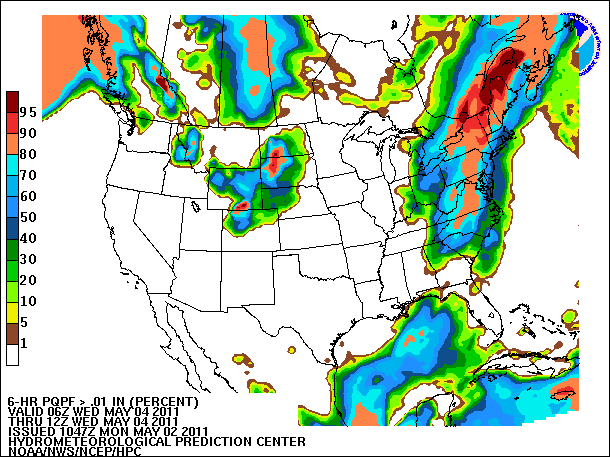 95
90
80
70
60
50
40
30
20
10
5
1
6-HR PQPF > .01 IN (PERCENT)
VALID 06Z WED MAY 04 2011
THRU 12Z WED MAY 04 2011
ISSUED 1047Z MON MAY 02 2011
HYDROMETEOROLOGICAL PREDICTION CENTER
NOAA/NWS/NCEP/HPC